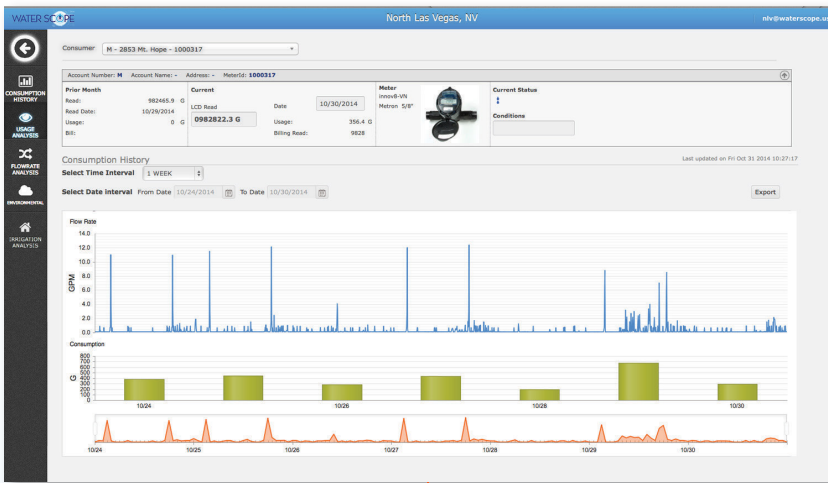 WATER SCOPE North Las Vegas, NV nlv@waterscope.us
Consumer M - 2853 Mt. Hope - 1000317
Account Number: M Account Name: - Address: - MeterId: 1000317
Prior Month
Read: 982465.9 G
Read Date: 10/29/2014
Usage: 0 G
Bill:
Current
LCD Read
0982822.3 G
Date 10/30/2014
Usage: 356.4 G
Billing Read: 9828
Meter
innov8-VN
Metron 5/8"
Current Status
Conditions
CONSUMPTION
HISTORY
USAGE
ANALYSIS
FLOWRATE
ANALYSIS
ENVIRONMENTAL
IRRIGATION
ANALYSIS
Consumption History
Last updated on Fri Oct 31 2014 10:27:17
Select Time Interval 1 WEEK
Select Date interval From Date 10/24/2014 To Date 10/30/2014 Export
Flow Rate
14.0
12.0
10.0
8.0
6.0
4.0
2.0
0.0
GPM
Consumption
800
700
600
500
400
300
200
100
0
G
10/24 10/26 10/28 10/30
10/24 10/25 10/26 10/27 10/28 10/29 10/30